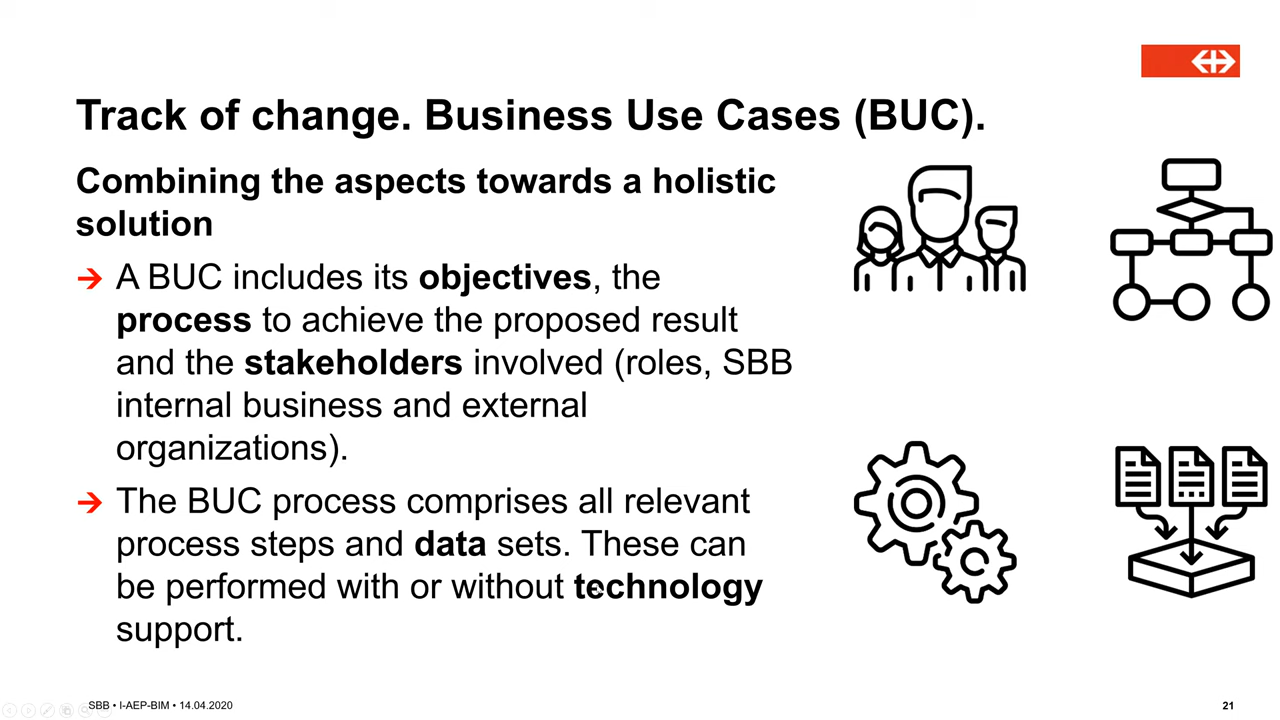 Track of change. Business Use Cases (BUC).
Combining the aspects towards a holistic
solution
→ A BUC includes its objectives, the
process to achieve the proposed result
and the stakeholders involved (roles, SBB
internal business and external
organizations).
→ The BUC process comprises all relevant
process steps and data sets. These can
be performed with or without technology
support.
SBB • I-AEP-BIM • 14.04.2020
21